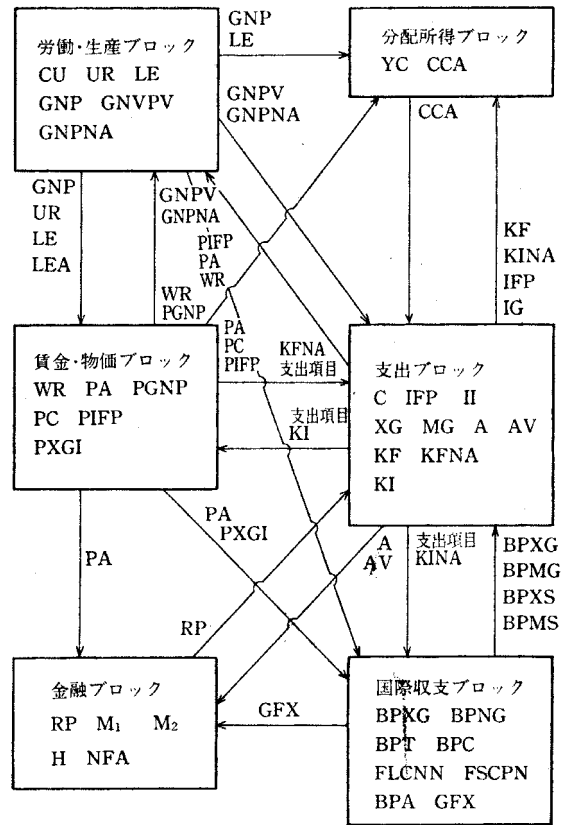 労働・生産ブロック
CU UR LE
GNP GNVPV
GNPNA
GNP
LE
分配所得ブロック
YC CCA
GNPV
GNPNA
CCA
GNP
UR
LE
LEA
GNPV
GNPNA
PIFP
PA
WR
WR
PGNP
KF
KINA
IFP
IG
PA
PC
PIFP
賃金・物価ブロック
WR PA PGNP
PC PIFP
PXGI
KFNA
支出項目
支出項目
KI
支出ブロック
C IFP II
XG MG A AV
KF KFNA
KI
PA
PA
PXGI
RP
A
AV
支出項目
KINA
BPXG
BPMG
BPXS
BPMS
金融ブロック
RP M₁ M₂
H NFA
GFX
国際収支ブロック
BPXG BPNG
BPT BPC
FLCNN FSCPN
BPA GFX